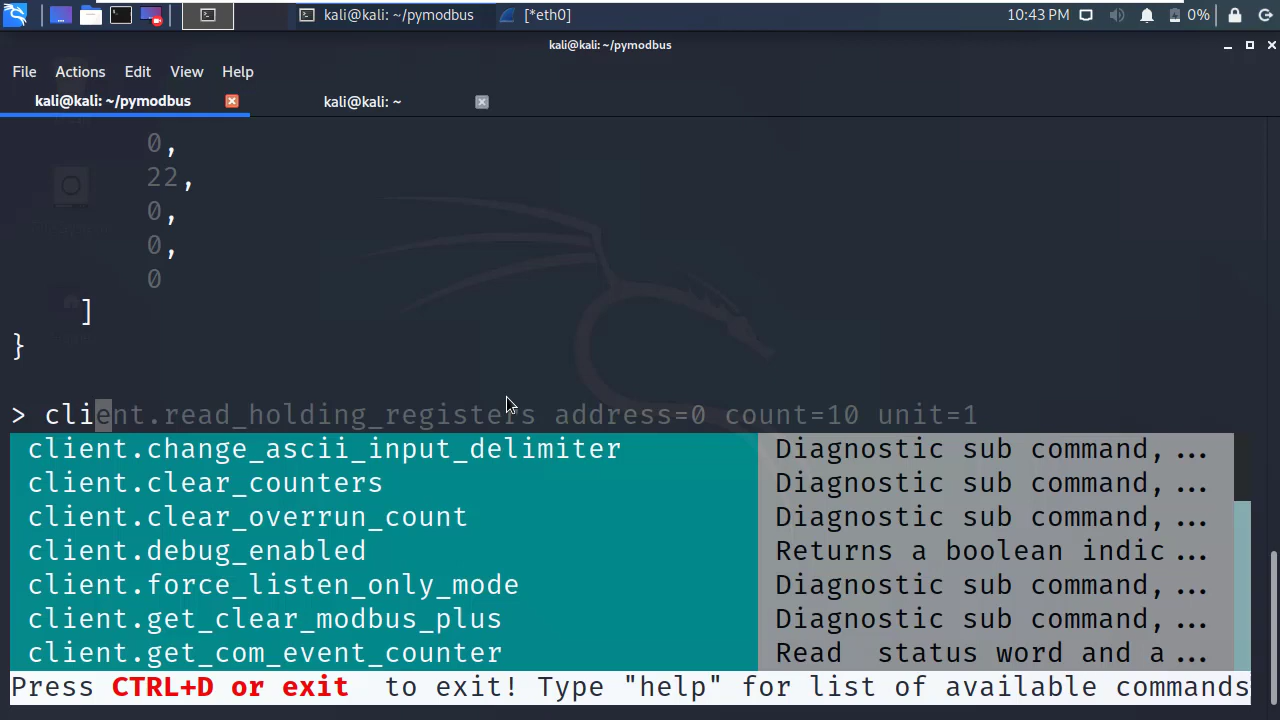 kali@kali: ~/pymodbus
[*eth0]
10:43 PM
0%
kali@kali: ~/pymodbus
File Actions Edit View Help
kali@kali: ~/pymodbus
kali@kali: ~
0,
22,
0,
0,
0
]
}
> client.read_holding_registers address=0 count=10 unit=1
client.change_ascii_input_delimiter Diagnostic sub command, ...
client.clear_counters Diagnostic sub command, ...
client.clear_overrun_count Diagnostic sub command, ...
client.debug_enabled Returns a boolean indic ...
client.force_listen_only_mode Diagnostic sub command, ...
client.get_clear_modbus_plus Diagnostic sub command, ...
client.get_com_event_counter Read  status word and a ...
Press CTRL+D or exit  to exit! Type "help" for list of available commands